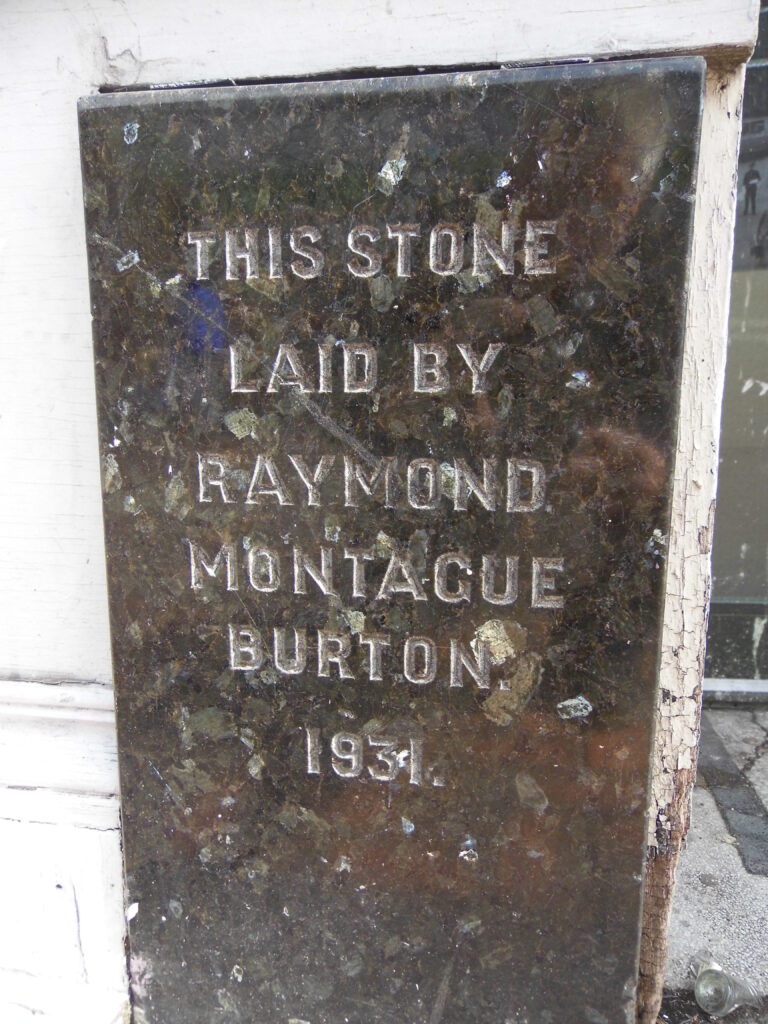 THIS STONE
LAID BY
RAYMOND.
MONTAGUE
BURTON.
1931.